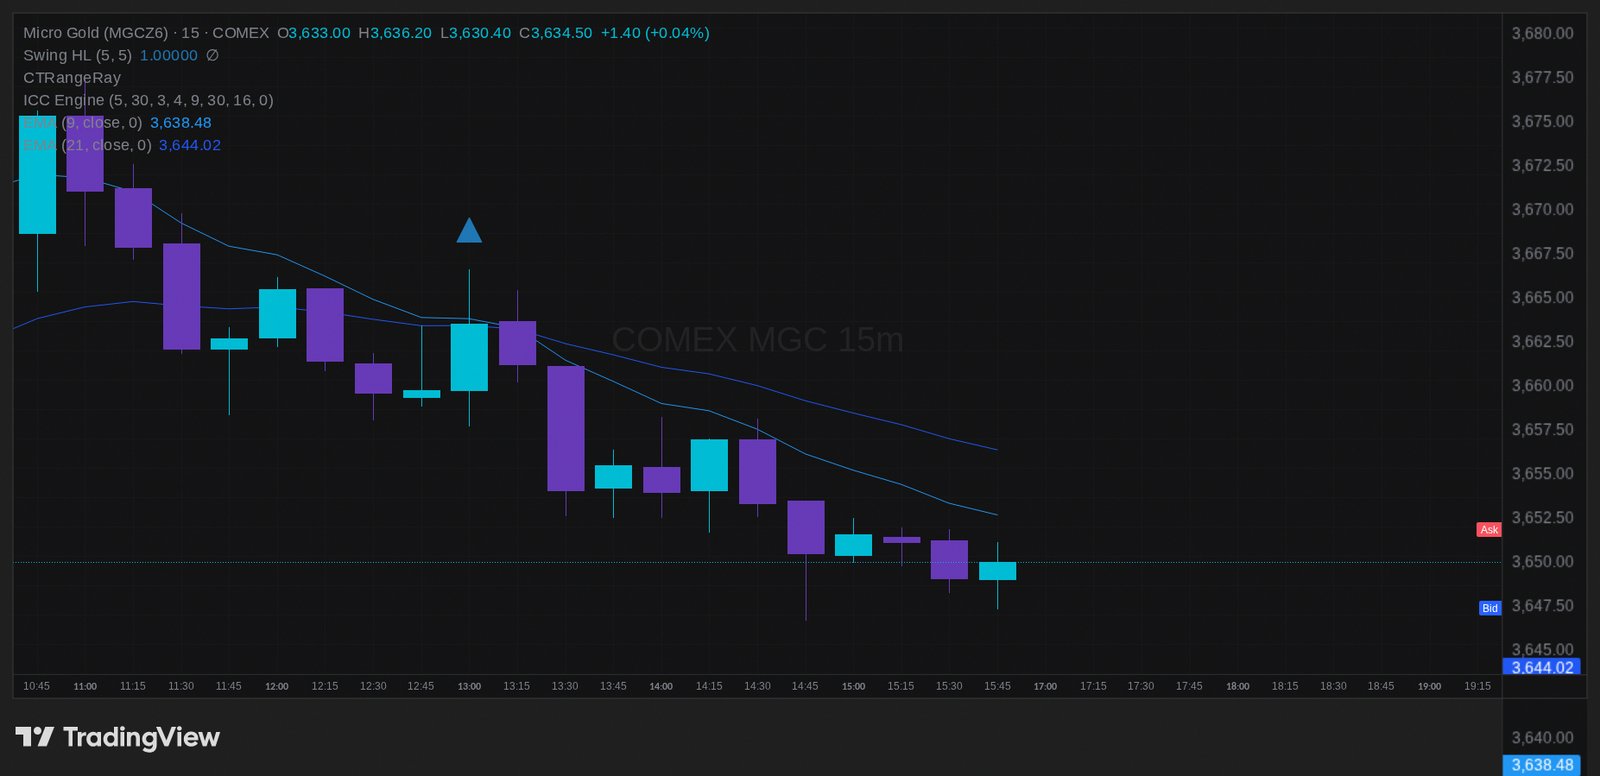 Micro Gold (MGCZ6) · 15 · COMEX O3,633.00 H3,636.20 L3,630.40 C3,634.50 +1.40 (+0.04%)
Swing HL (5, 5) 1.00000 ∅
CTRangeRay
ICC Engine (5, 30, 3, 4, 9, 30, 16, 0)
EMA (9, close, 0) 3,638.48
EMA (21, close, 0) 3,644.02
COMEX MGC 15m
3,680.00
3,677.50
3,675.00
3,672.50
3,670.00
3,667.50
3,665.00
3,662.50
3,660.00
3,657.50
3,655.00
3,652.50
Ask
3,650.00
3,647.50
Bid
3,645.00
3,644.02
10:45 11:00 11:15 11:30 11:45 12:00 12:15 12:30 12:45 13:00 13:15 13:30 13:45 14:00 14:15 14:30 14:45 15:00 15:15 15:30 15:45 17:00 17:15 17:30 17:45 18:00 18:15 18:30 18:45 19:00 19:15
TradingView
3,640.00
3,638.48